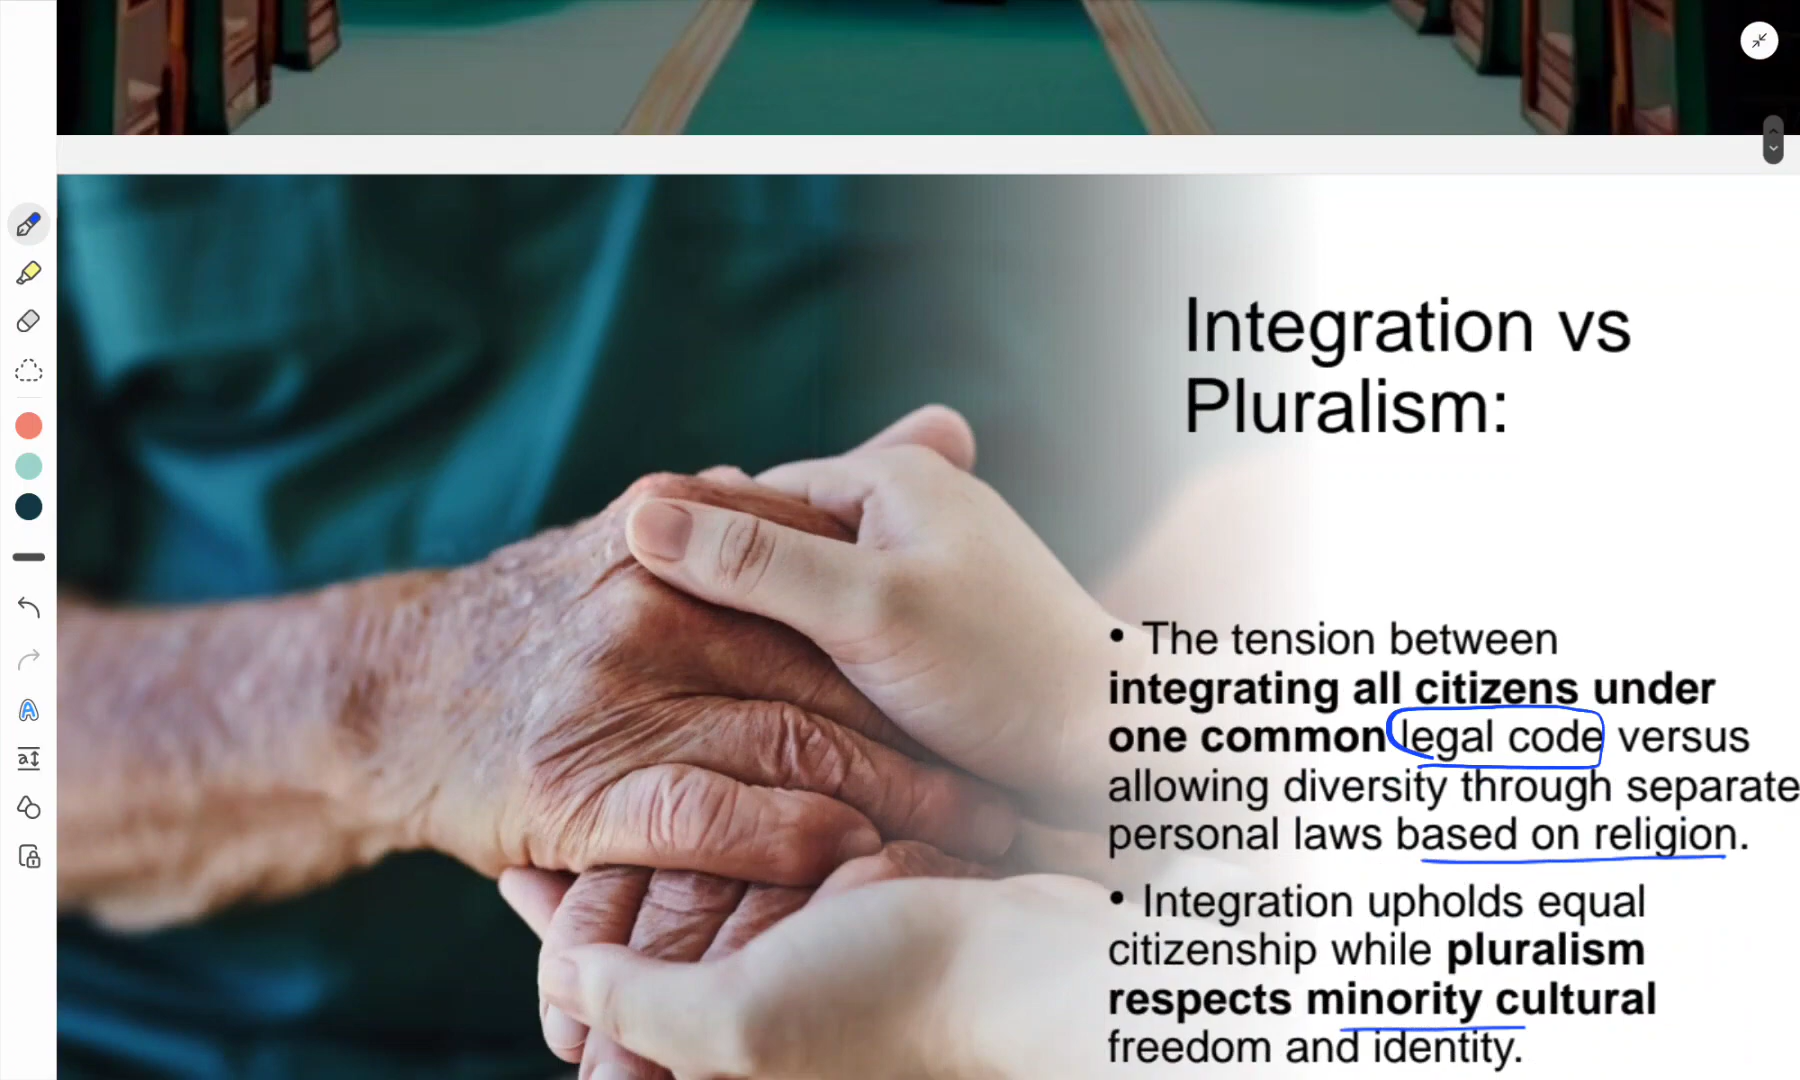 Integration vs
Pluralism:
• The tension between
integrating all citizens under
one common legal code versus
allowing diversity through separate
personal laws based on religion.
• Integration upholds equal
citizenship while pluralism
respects minority cultural
freedom and identity.